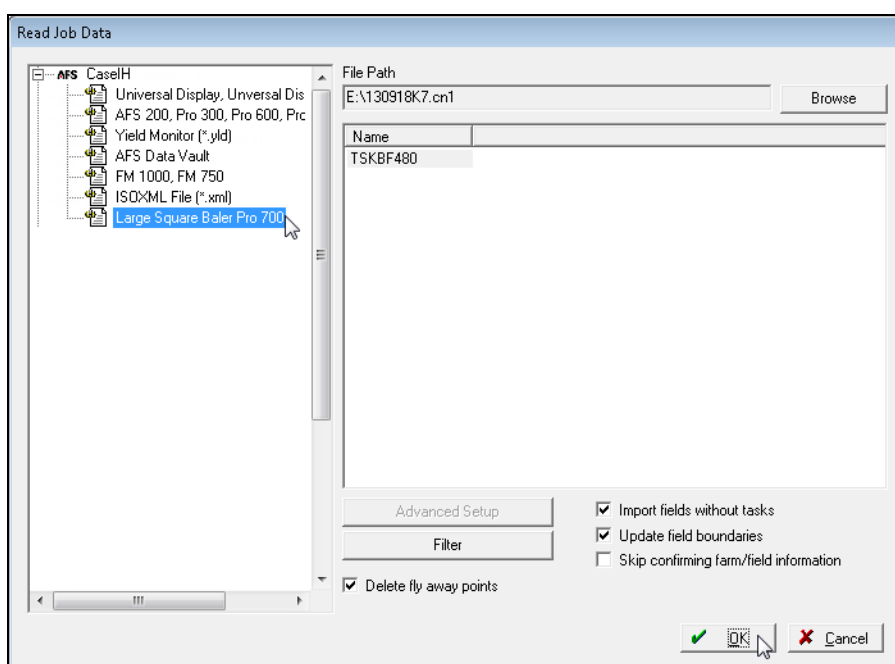 Read Job Data
AFS CaseIH
Universal Display, Unversal Dis
AFS 200, Pro 300, Pro 600, Prc
Yield Monitor (*.yld)
AFS Data Vault
FM 1000, FM 750
ISOXML File (*.xml)
Large Square Baler Pro 700
File Path
E:\130918K7.cn1
Browse
Name
TSKBF480
Advanced Setup
Filter
Delete fly away points
Import fields without tasks
Update field boundaries
Skip confirming farm/field information
OK
Cancel